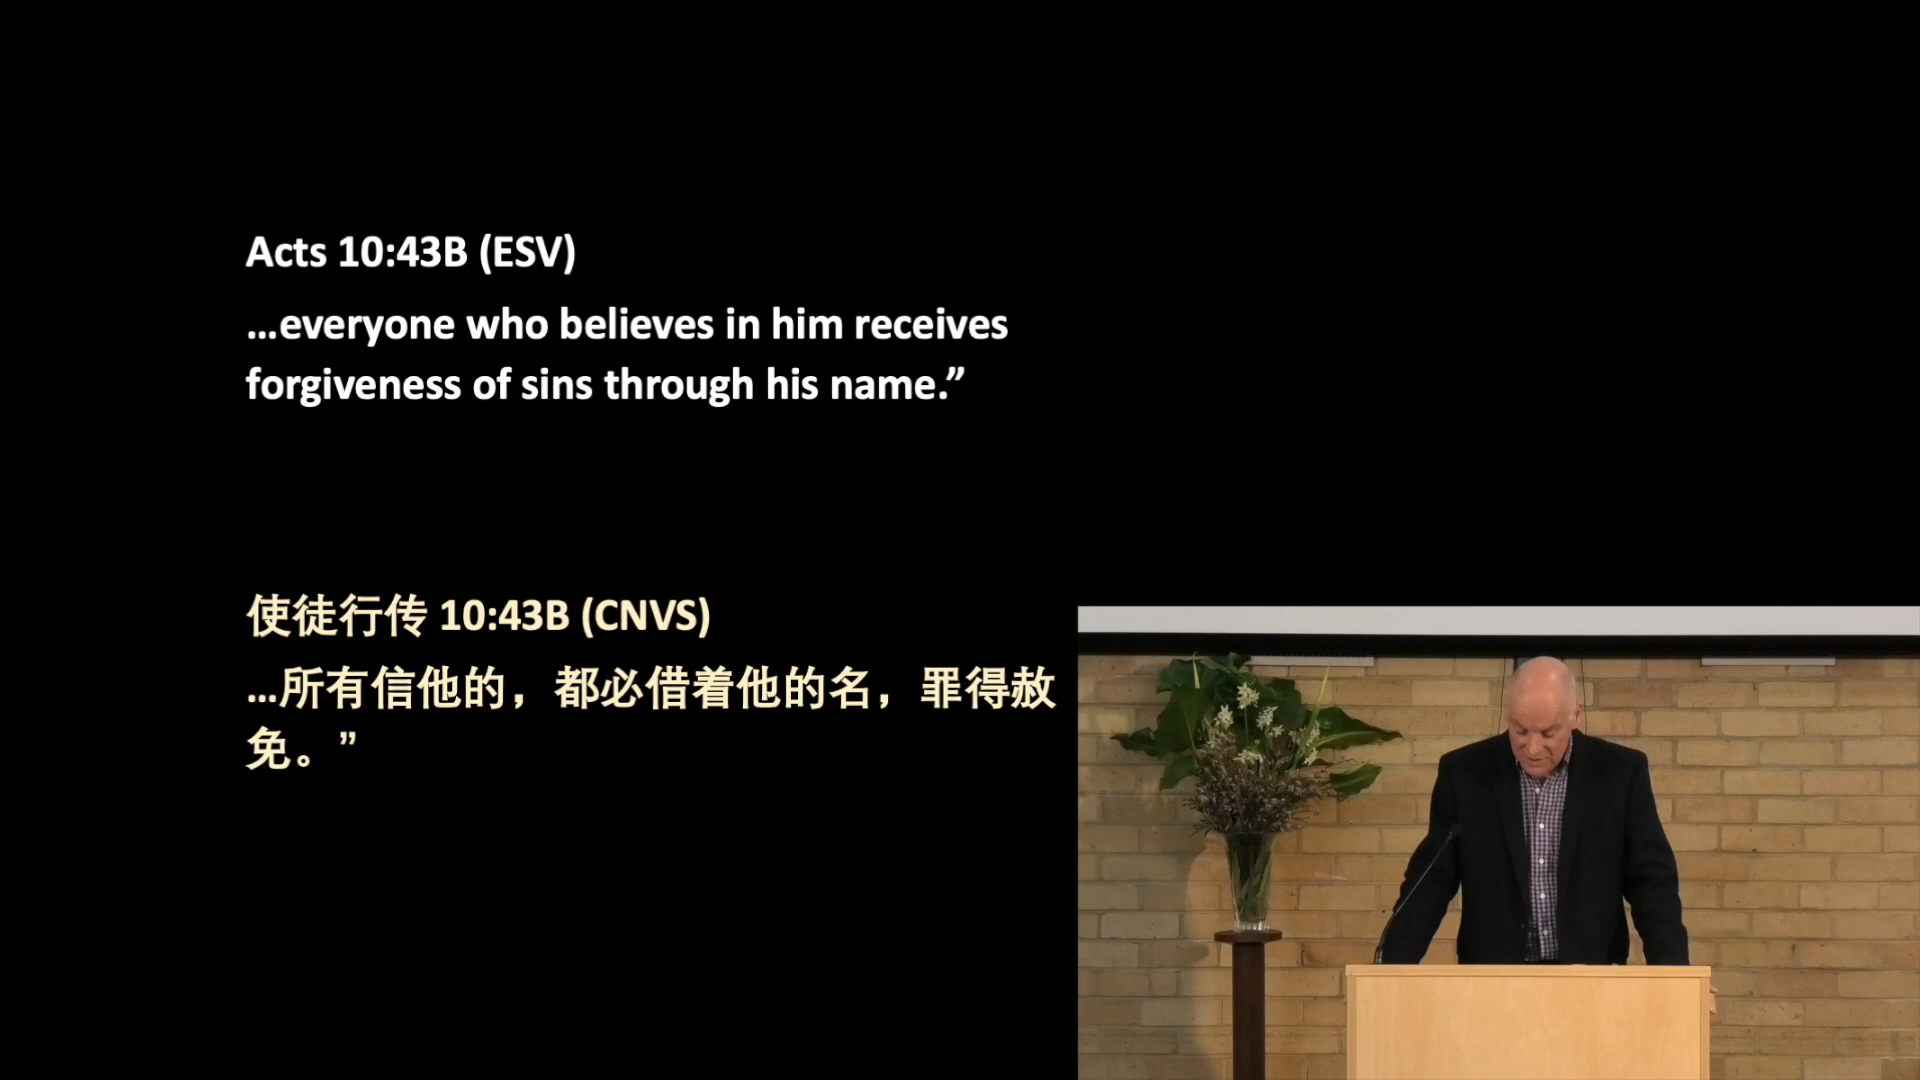 Acts 10:43B (ESV)
…everyone who believes in him receives
forgiveness of sins through his name.”
使徒行传 10:43B (CNVS)
…所有信他的，都必借着他的名，罪得赦
免。”